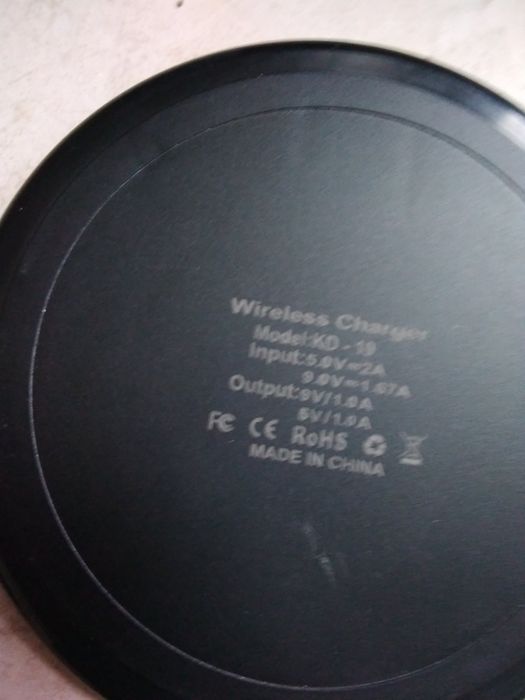 Wireless Charger
Model:KD - 19
Input:5.0V=2A
9.0V=1.67A
Output:9V/1.0A
5V/1.0A
FC CE RoHS
MADE IN CHINA